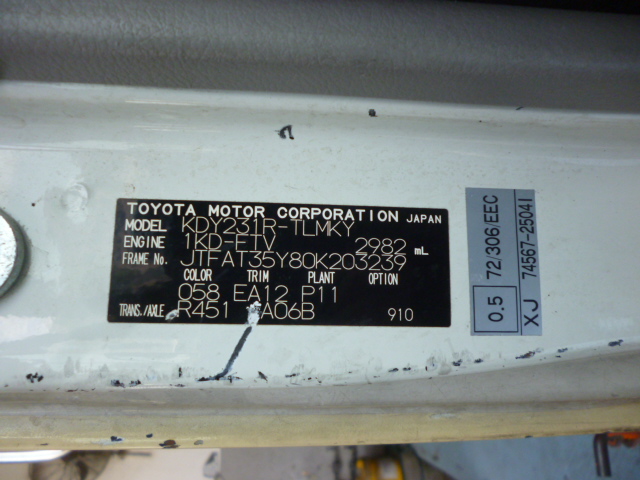 TOYOTA MOTOR CORPORATION JAPAN
MODEL KDY231R-TLMKY
ENGINE 1KD-FTV 2982 mL
FRAME No. JTFAT35Y80K203239
COLOR TRIM PLANT OPTION
058 EA12 P11
TRANS./AXLE R451 A06B 910
0.5 72/306/EEC
XJ 74567-25041